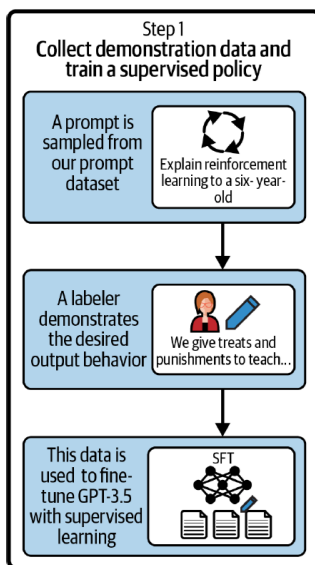 Step 1
Collect demonstration data and
train a supervised policy
A prompt is
sampled from
our prompt
dataset
Explain reinforcement
learning to a six- year-
old
A labeler
demonstrates
the desired
output behavior
We give treats and
punishments to teach...
This data is
used to fine-
tune GPT-3.5
with supervised
learning
SFT